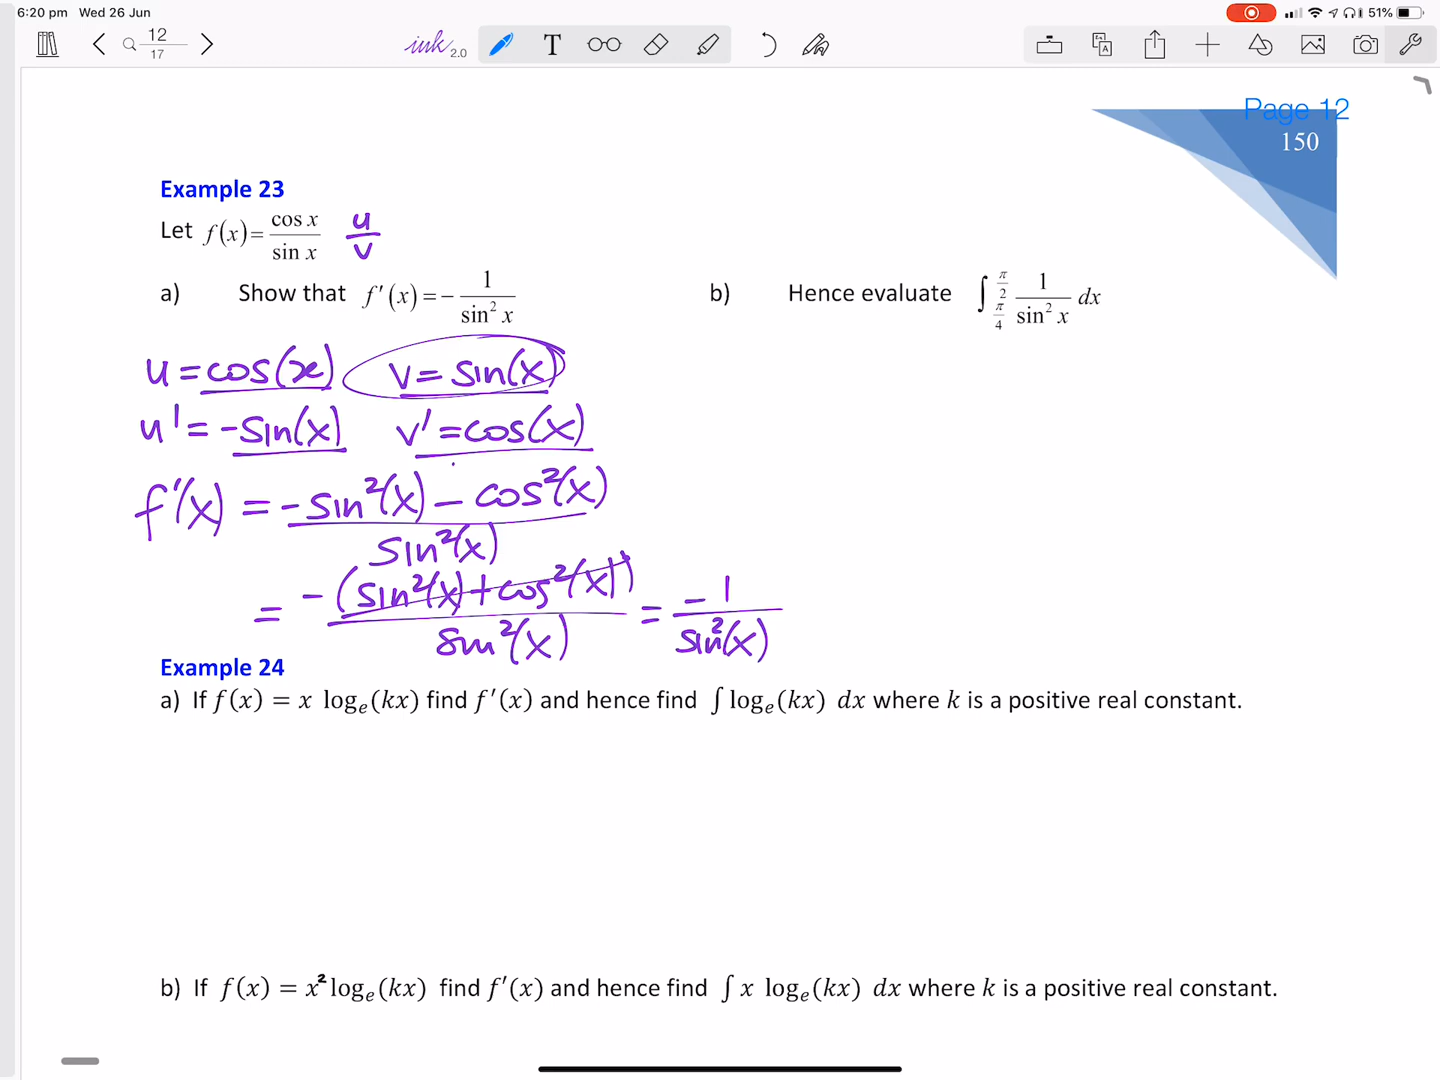 6:20 pm Wed 26 Jun 51%
12
17
ink 2.0
T
Page 12
150
Example 23
Let f(x)= cos x / sin x u/v
a) Show that f'(x) = − 1 / sin² x
b) Hence evaluate ∫_{π/4}^{π/2} 1 / sin² x dx
u = cos(x) v = sin(x)
u' = -sin(x) v' = cos(x)
f'(x) = -sin²(x) - cos²(x) / sin²(x)
= -(sin²(x) + cos²(x)) / sin²(x) = -1 / sin²(x)
Example 24
a) If f(x) = x logₑ(kx) find f'(x) and hence find ∫ logₑ(kx) dx where k is a positive real constant.
b) If f(x) = x² logₑ(kx) find f'(x) and hence find ∫ x logₑ(kx) dx where k is a positive real constant.